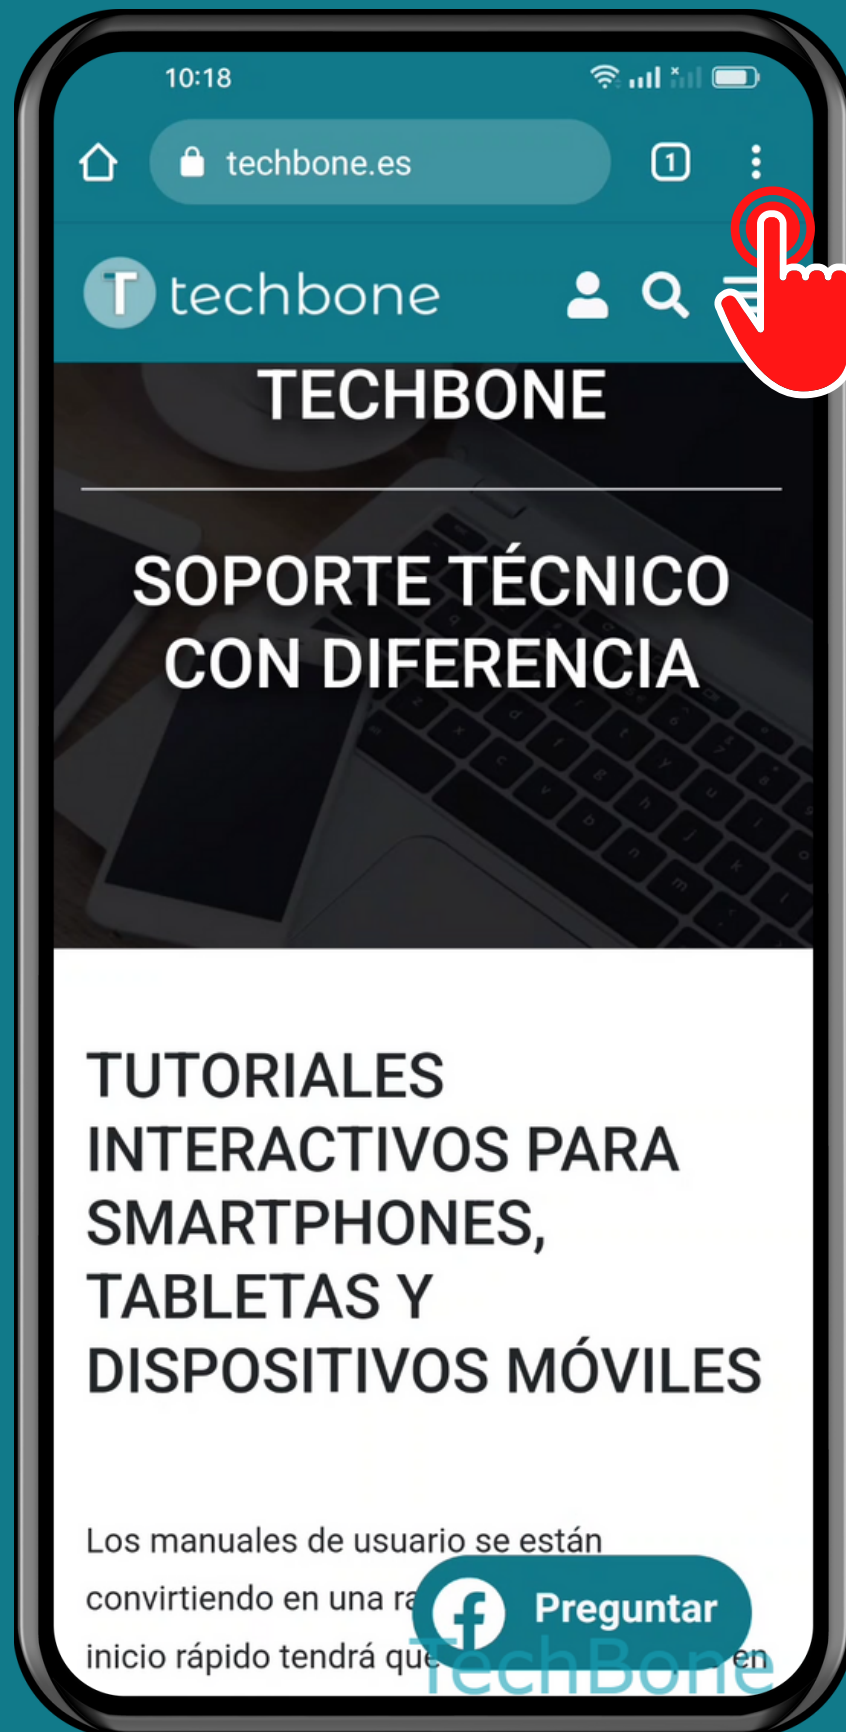 10:18
techbone.es
1
T techbone
TECHBONE
SOPORTE TÉCNICO
CON DIFERENCIA
TUTORIALES
INTERACTIVOS PARA
SMARTPHONES,
TABLETAS Y
DISPOSITIVOS MÓVILES
Los manuales de usuario se están
convirtiendo en una
Preguntar
inicio rápido tendrá que
en
TechBone